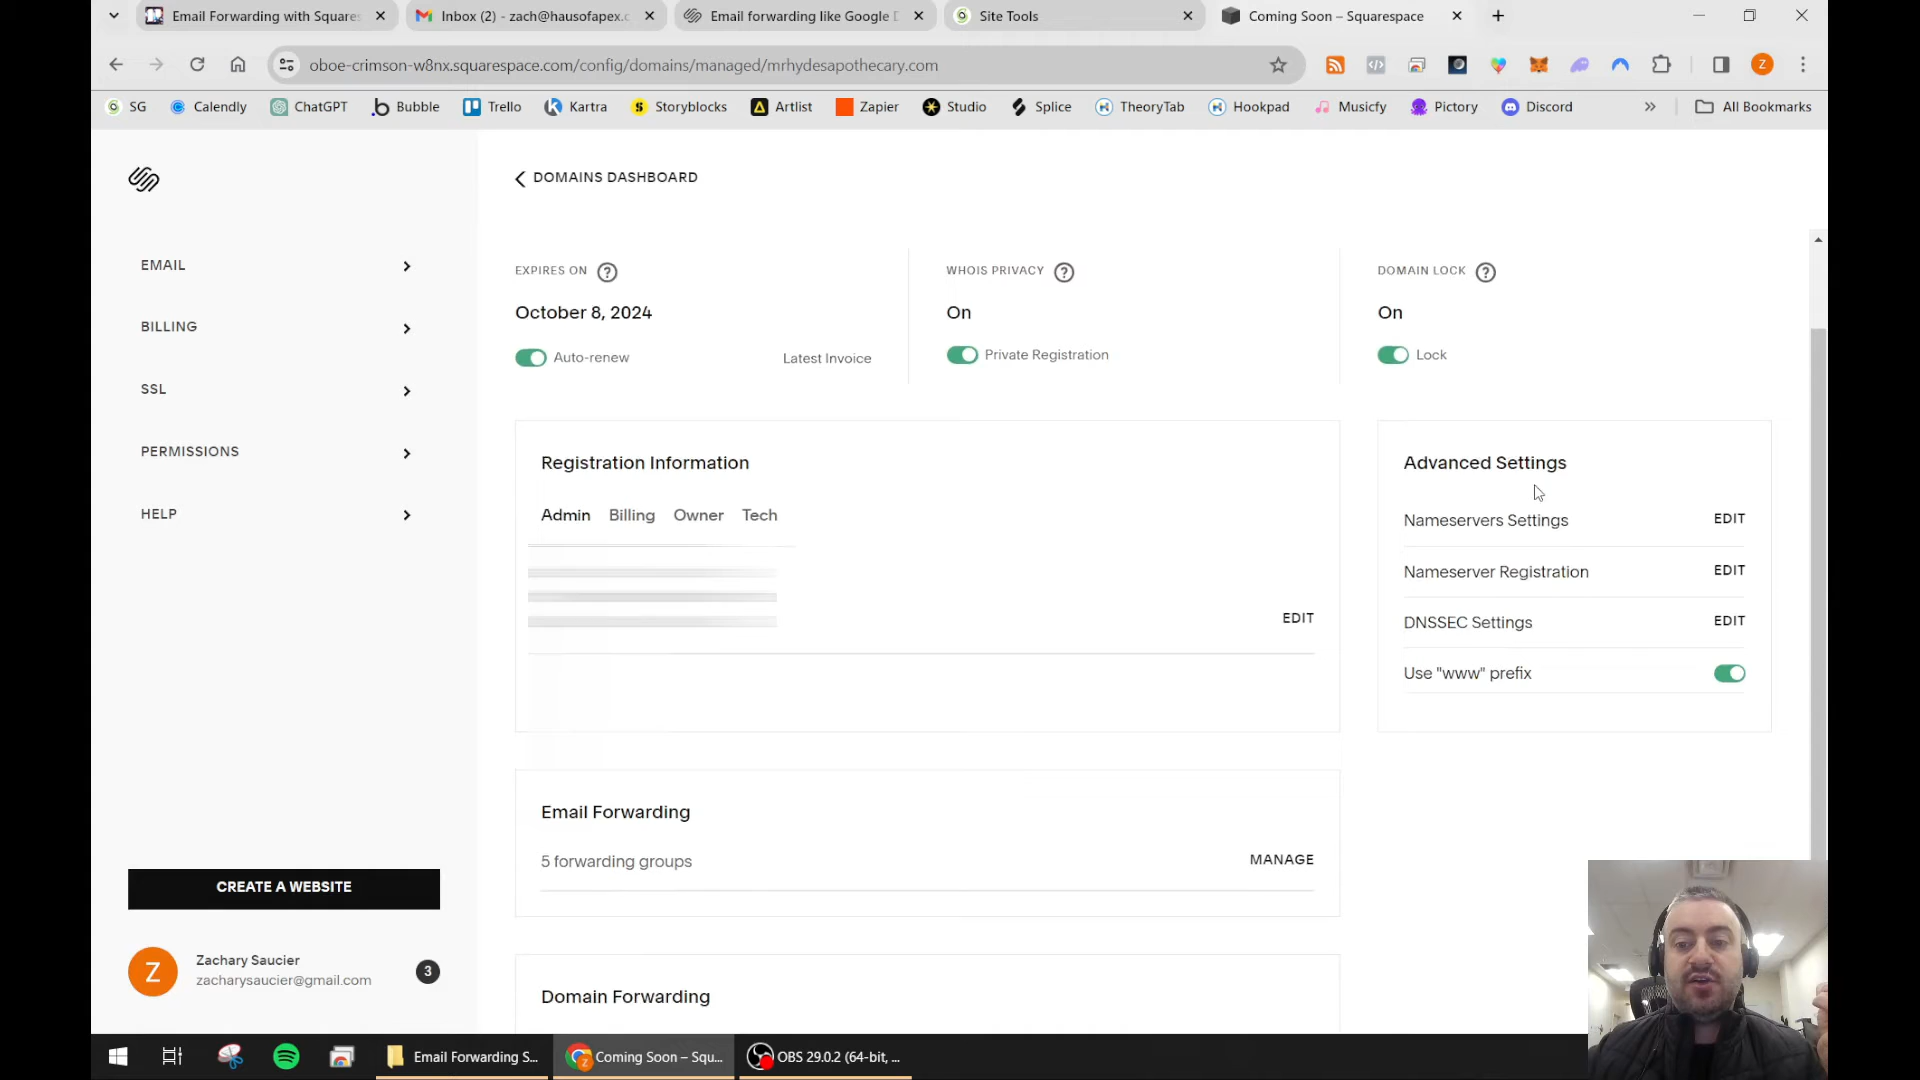 Email Forwarding with Squares
Inbox (2) - zach@hausofapex.c
Email forwarding like Google D
Site Tools
Coming Soon – Squarespace
oboe-crimson-w8nx.squarespace.com/config/domains/managed/mrhydesapothecary.com
Z
SG
Calendly
ChatGPT
Bubble
Trello
Kartra
Storyblocks
Artlist
Zapier
Studio
Splice
TheoryTab
Hookpad
Musicfy
Pictory
Discord
All Bookmarks
DOMAINS DASHBOARD
EMAIL
BILLING
SSL
PERMISSIONS
HELP
EXPIRES ON ?
October 8, 2024
Auto-renew
Latest Invoice
WHOIS PRIVACY ?
On
Private Registration
DOMAIN LOCK ?
On
Lock
Registration Information
Admin Billing Owner Tech
EDIT
Advanced Settings
Nameservers Settings EDIT
Nameserver Registration EDIT
DNSSEC Settings EDIT
Use "www" prefix
Email Forwarding
5 forwarding groups
MANAGE
Domain Forwarding
CREATE A WEBSITE
Z
Zachary Saucier
zacharysaucier@gmail.com
3
Email Forwarding S...
Coming Soon – Squ...
OBS 29.0.2 (64-bit, ...